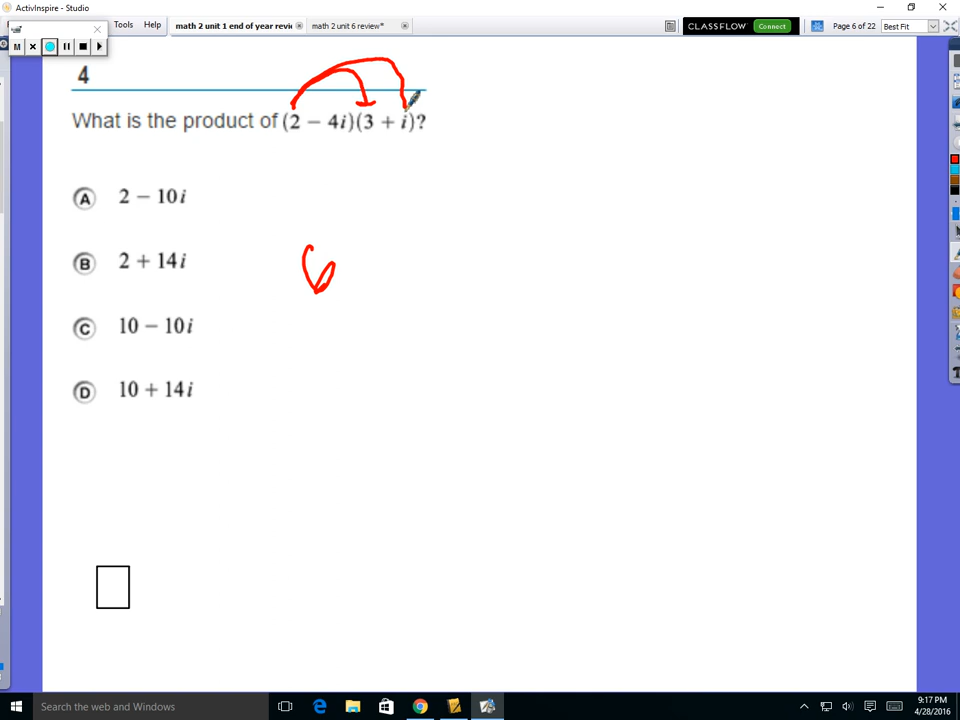 ActivInspire - Studio
Tools Help math 2 unit 1 end of year revie math 2 unit 6 review* CLASSFLOW Connect Page 6 of 22 Best Fit
M
4
What is the product of (2 − 4i)(3 + i)?
A 2 − 10i
B 2 + 14i
6
C 10 − 10i
D 10 + 14i
Search the web and Windows
9:17 PM
4/28/2016